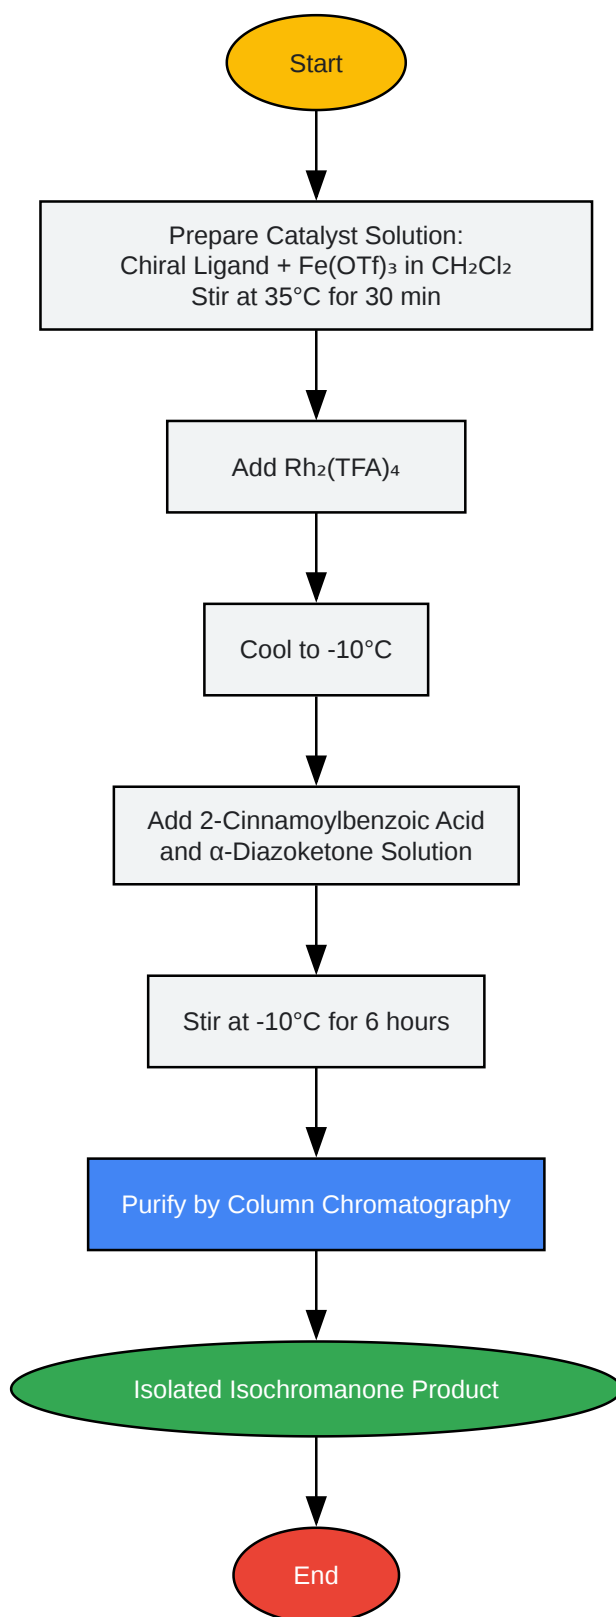 Start
Prepare Catalyst Solution:
Chiral Ligand + Fe(OTf)₃ in CH₂Cl₂
Stir at 35°C for 30 min
Add Rh₂(TFA)₄
Cool to -10°C
Add 2-Cinnamoylbenzoic Acid
and α-Diazoketone Solution
Stir at -10°C for 6 hours
Purify by Column Chromatography
Isolated Isochromanone Product
End